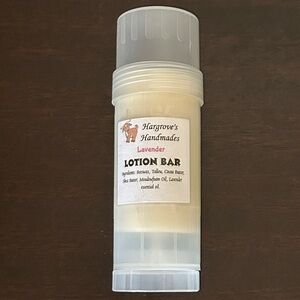 Hargrove's
Handmades
Lavender
LOTION BAR
Ingredients: Beeswax, Tallow, Cocoa Butter,
Shea Butter, Meadowfoam Oil, Lavender
essential oil.